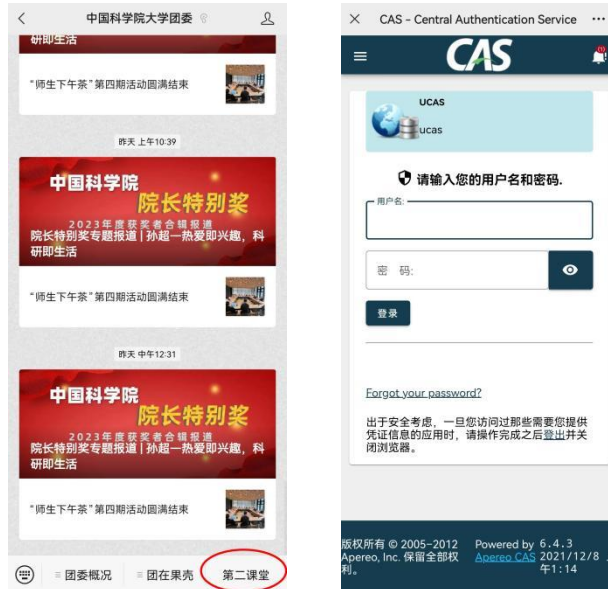 中国科学院大学团委
研即生活
“师生下午茶”第四期活动圆满结束
昨天 上午10:39
中国科学院
院长特别奖
2023年度获奖者合辑报道
院长特别奖专题报道|孙超一热爱即兴趣，科
研即生活
“师生下午茶”第四期活动圆满结束
昨天 中午12:31
中国科学院
院长特别奖
2023年度获奖者合辑报道
院长特别奖专题报道|孙超一热爱即兴趣，科
研即生活
“师生下午茶”第四期活动圆满结束
团委概况
团在果壳
第二课堂
CAS – Central Authentication Service
CAS
UCAS
ucas
请输入您的用户名和密码.
用户名:
密 码:
登录
Forgot your password?
出于安全考虑，一旦您访问过那些需要您提供
凭证信息的应用时，请操作完成之后登出并关
闭浏览器。
版权所有 © 2005–2012
Apereo, Inc. 保留全部权
利。
Powered by
Apereo CAS
6.4.3
2021/12/8
午1:14